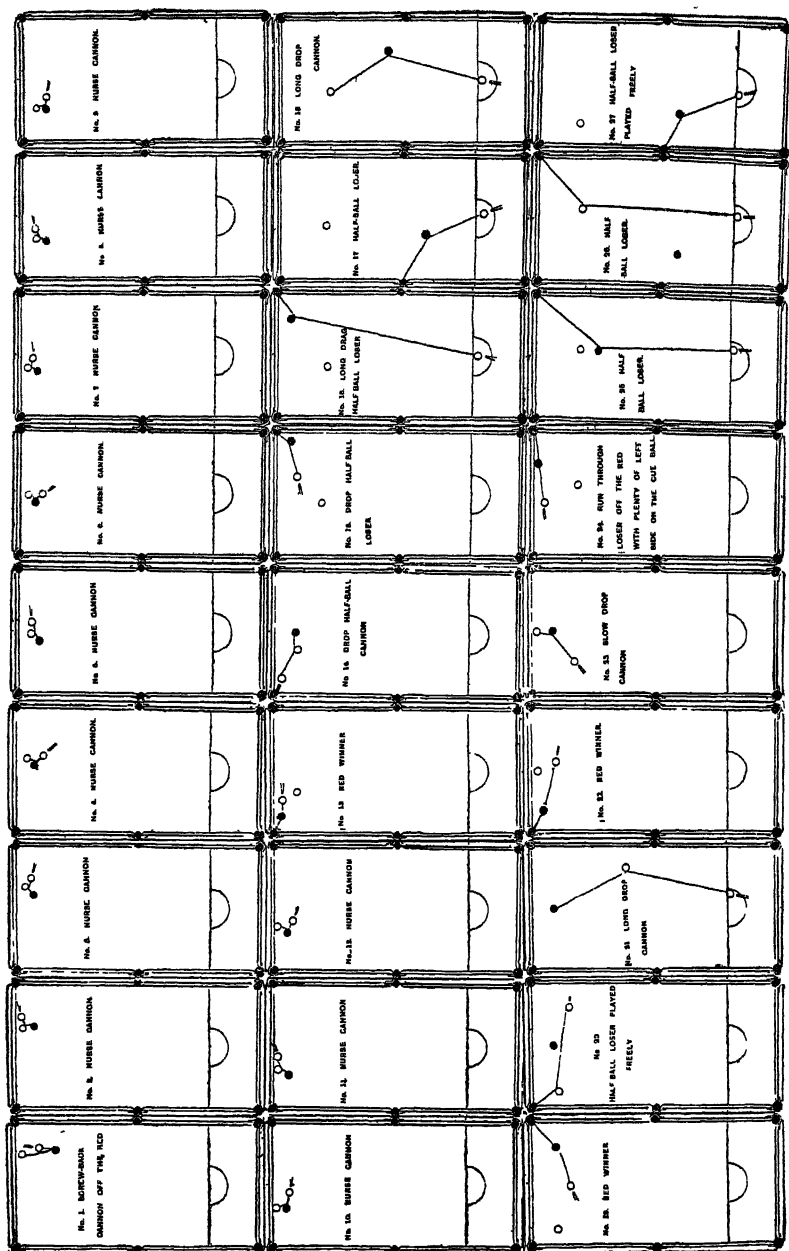 No. 1. SCREW-BACK
CANNON OFF THE RED
No. 2. NURSE CANNON.
No. 3. NURSE CANNON
No. 4. NURSE CANNON.
No. 5. NURSE CANNON
No. 6. NURSE CANNON.
No. 7 NURSE CANNON
No. 8. NURSE CANNON
No. 9 NURSE CANNON
No. 10. NURSE CANNON
No. 11. NURSE CANNON
No. 12. NURSE CANNON
No. 13 RED WINNER
No. 14 DROP HALF-BALL
CANNON
No. 15. DROP HALF BALL
LOSER
No. 16. LONG DRAG
HALF BALL LOSER
No. 17 HALF-BALL LOSER.
No. 18 LONG DROP
CANNON.
No. 19. RED WINNER
No 20
HALF BALL LOSER PLAYED
FREELY
No. 21 LONG DROP
CANNON
No. 22 RED WINNER
No. 23 SLOW DROP
CANNON
No. 24 RUN THROUGH
LOSER OFF THE RED
WITH PLENTY OF LEFT
SIDE ON THE CUE BALL
No. 25 HALF
BALL LOSER.
No. 26. HALF
BALL LOSER.
No. 27 HALF-BALL LOSER
PLAYED FREELY